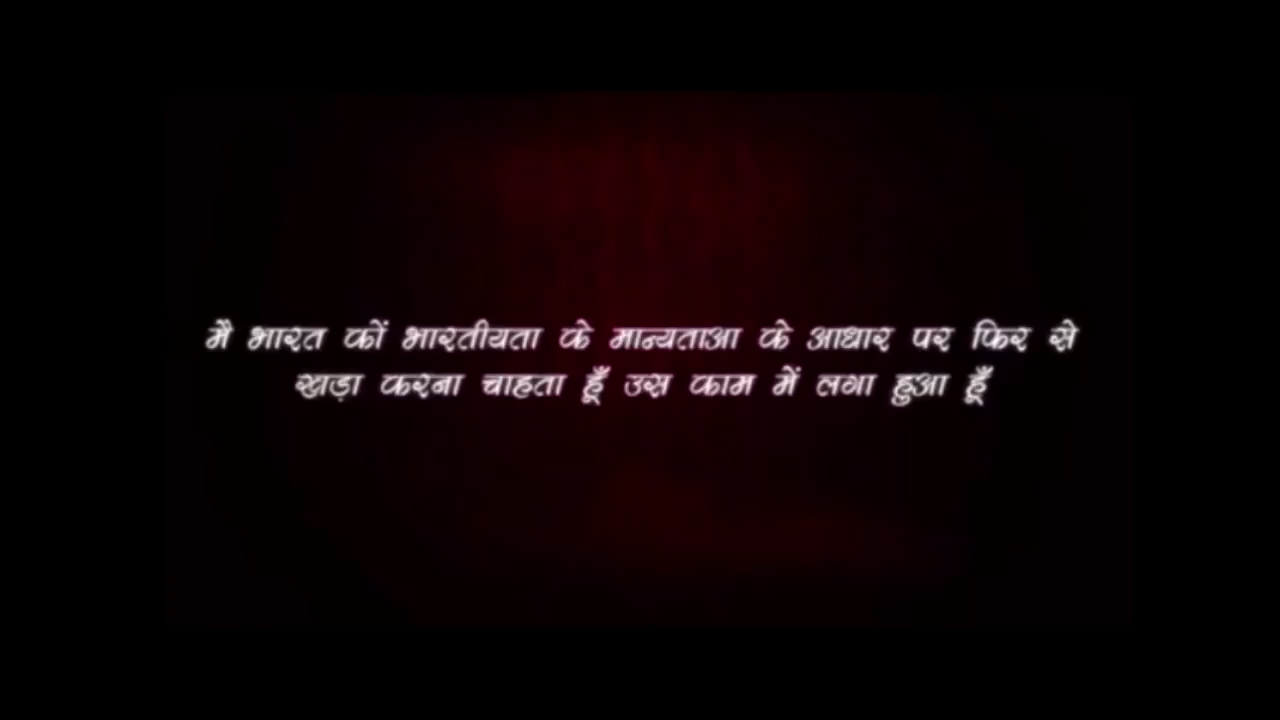 मै भारत कों भारतीयता के मान्यताआ के आधार पर फिर से
खड़ा करना चाहता हूँ उस काम में लगा हुआ हूँ